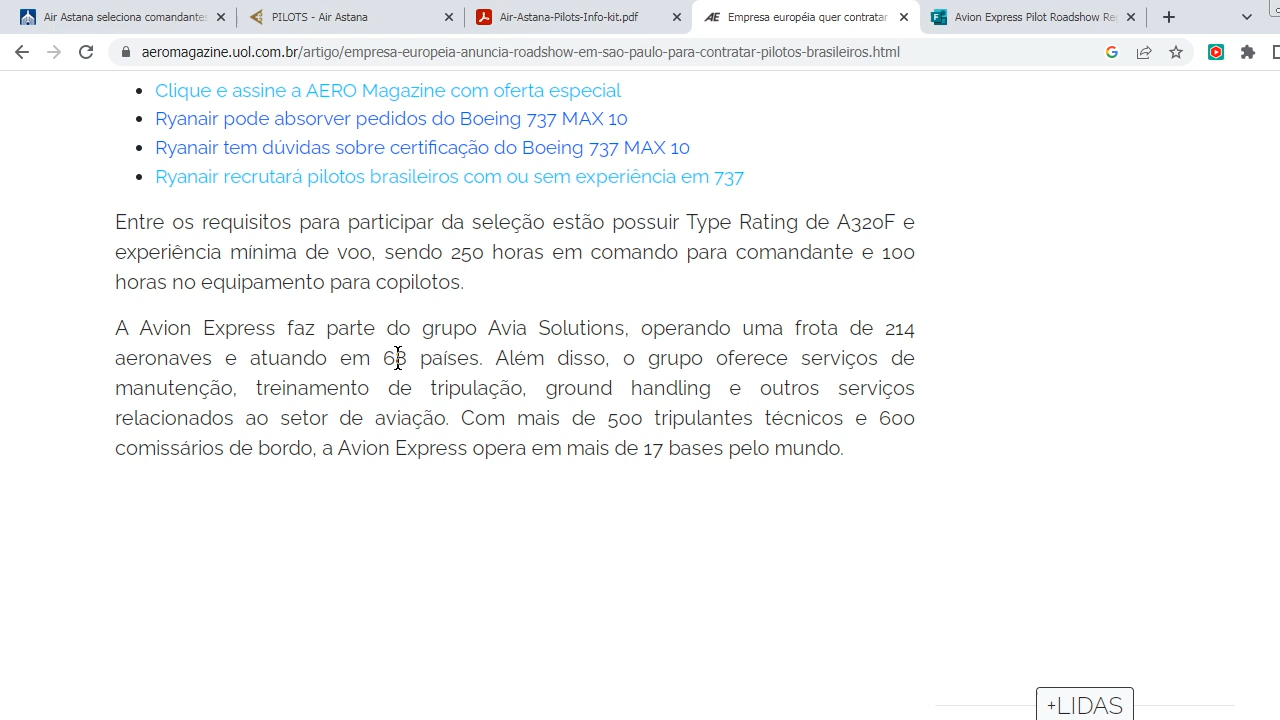 Air Astana seleciona comandante
PILOTS - Air Astana
Air-Astana-Pilots-Info-kit.pdf
Empresa européia quer contratar
Avion Express Pilot Roadshow Re
aeromagazine.uol.com.br/artigo/empresa-europeia-anuncia-roadshow-em-sao-paulo-para-contratar-pilotos-brasileiros.html
Clique e assine a AERO Magazine com oferta especial
Ryanair pode absorver pedidos do Boeing 737 MAX 10
Ryanair tem dúvidas sobre certificação do Boeing 737 MAX 10
Ryanair recrutará pilotos brasileiros com ou sem experiência em 737
Entre os requisitos para participar da seleção estão possuir Type Rating de A320F e
experiência mínima de voo, sendo 250 horas em comando para comandante e 100
horas no equipamento para copilotos.
A Avion Express faz parte do grupo Avia Solutions, operando uma frota de 214
aeronaves e atuando em 68 países. Além disso, o grupo oferece serviços de
manutenção, treinamento de tripulação, ground handling e outros serviços
relacionados ao setor de aviação. Com mais de 500 tripulantes técnicos e 600
comissários de bordo, a Avion Express opera em mais de 17 bases pelo mundo.
+LIDAS